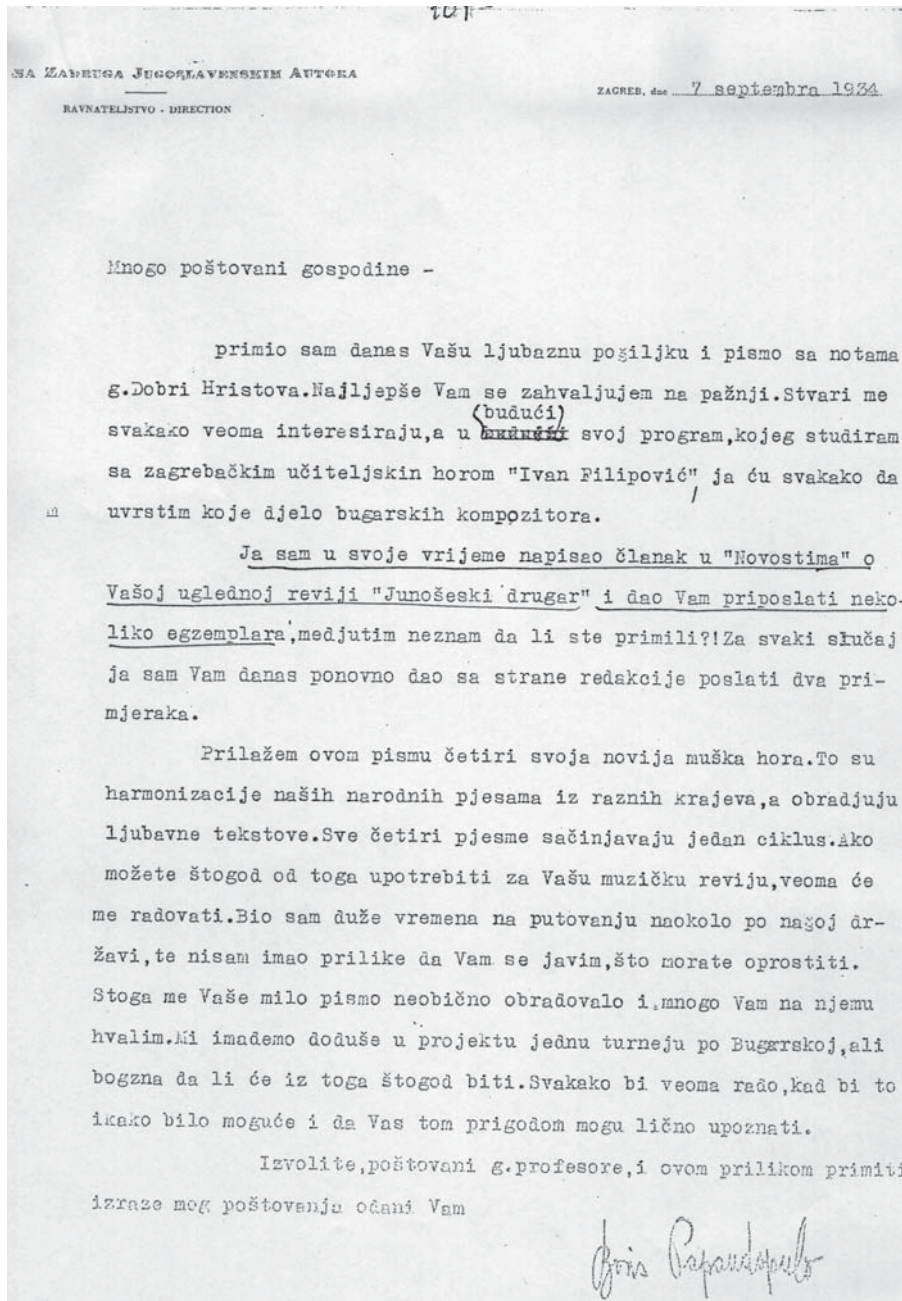 101
SA ZADRUGA JUGOSLAVENSKIH AUTORA
RAVNATELJSTVO - DIRECTION
ZAGREB, dne 7 septembra 1934
Mnogo poštovani gospodine -
primio sam danas Vašu ljubaznu pošiljku i pismo sa notama
g.Dobri Hristova.Najljepše Vam se zahvaljujem na pažnji.Stvari me
(budući)
svakako veoma interesiraju,a u svoj program,kojeg studiram
sa zagrebačkim učiteljskin horom "Ivan Filipović", ja ću svakako da
uvrstim koje djelo bugarskih kompozitora.
Ja sam u svoje vrijeme napisao članak u "Novostima" o
Vašoj uglednoj reviji "Junošeski drugar" i dao Vam priposlati neko-
liko egzemplara,medjutim neznam da li ste primili?!Za svaki slučaj
ja sam Vam danas ponovno dao sa strane redakcije poslati dva pri-
mjeraka.
Prilažem ovom pismu četiri svoja novija muška hora.To su
harmonizacije naših narodnih pjesama iz raznih krajeva,a obradjuju
ljubavne tekstove.Sve četiri pjesme sačinjavaju jedan ciklus.Ako
možete štogod od toga upotrebiti za Vašu muzičku reviju,veoma će
me radovati.Bio sam duže vremena na putovanju naokolo po našoj dr-
žavi,te nisam imao prilike da Vam se javim,što morate oprostiti.
Stoga me Vaše milo pismo neobično obradovalo i mnogo Vam na njemu
hvalim.Mi imademo doduše u projektu jednu turneju po Bugarskoj,ali
bogzna da li će iz toga štogod biti.Svakako bi veoma rado,kad bi to
ikako bilo moguće i da Vas tom prigodom mogu lično upoznati.
Izvolite,poštovani g.profesore,i ovom prilikom primiti
izraze mog poštovanja odani Vam
Boris Papandopulo